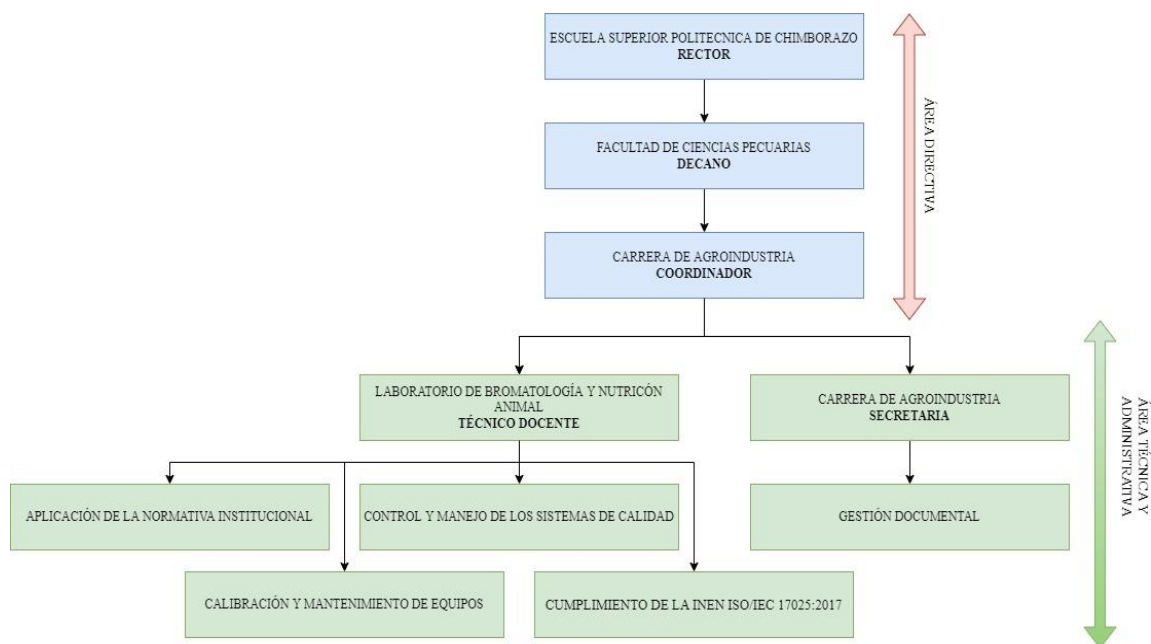 ESCUELA SUPERIOR POLITECNICA DE CHIMBORAZO
RECTOR
FACULTAD DE CIENCIAS PECUARIAS
DECANO
CARRERA DE AGROINDUSTRIA
COORDINADOR
ÁREA DIRECTIVA
LABORATORIO DE BROMATOLOGÍA Y NUTRICÓN
ANIMAL
TÉCNICO DOCENTE
CARRERA DE AGROINDUSTRIA
SECRETARIA
APLICACIÓN DE LA NORMATIVA INSTITUCIONAL
CONTROL Y MANEJO DE LOS SISTEMAS DE CALIDAD
GESTIÓN DOCUMENTAL
CALIBRACIÓN Y MANTENIMIENTO DE EQUIPOS
CUMPLIMIENTO DE LA INEN ISO/IEC 17025:2017
ÁREA TÉCNICA Y
ADMINISTRATIVA